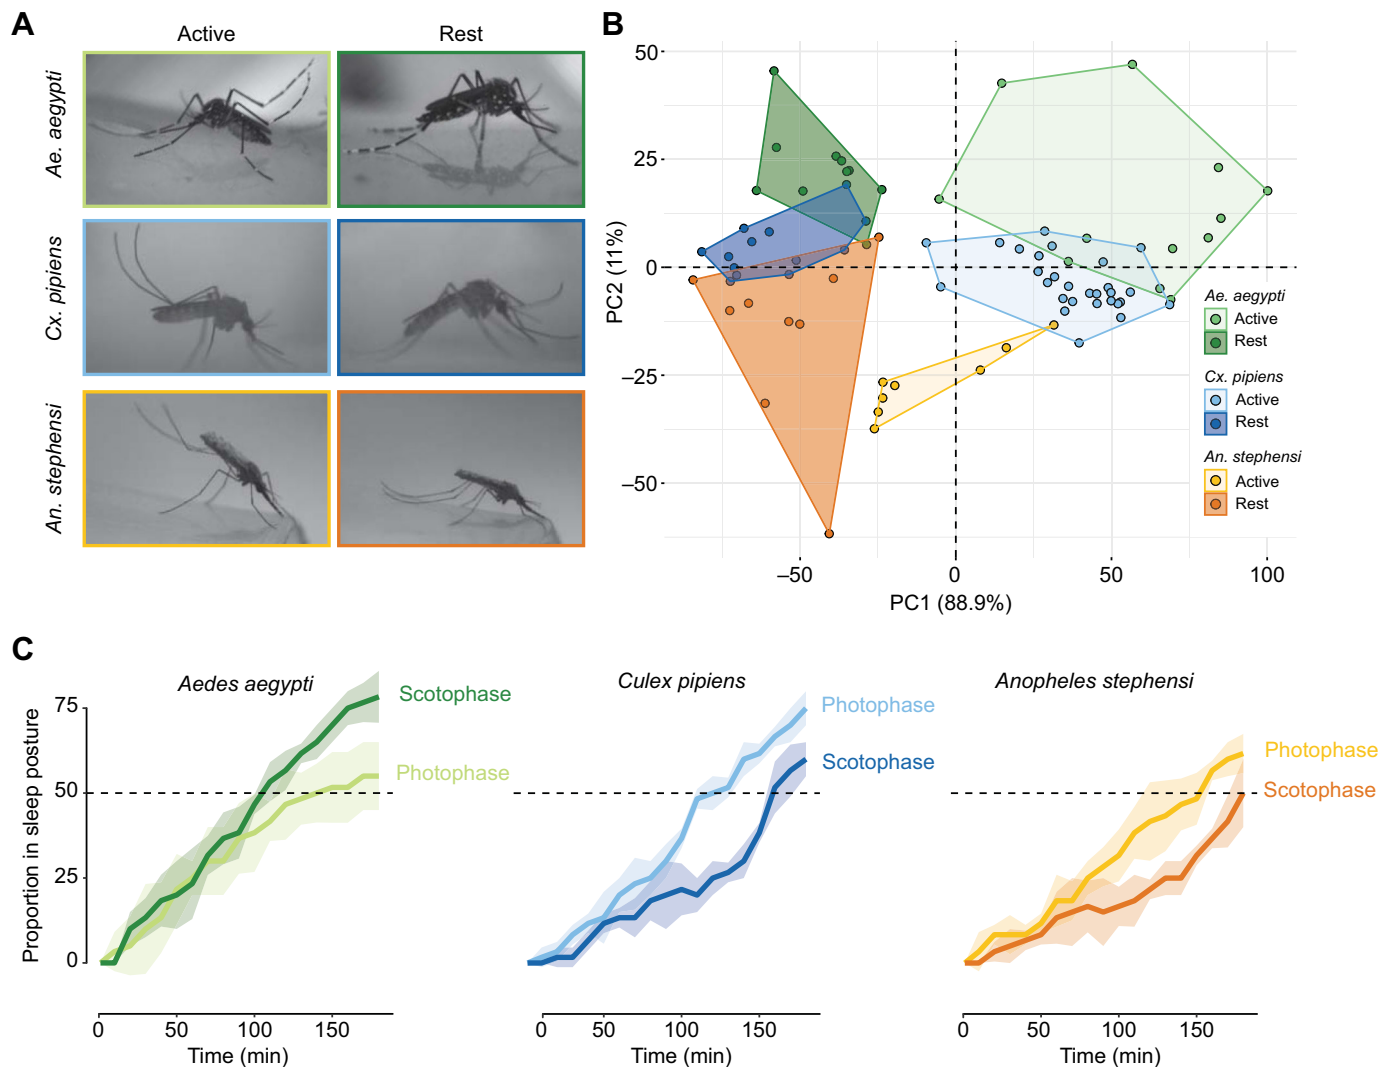 A
Active
Rest
Ae. aegypti
Cx. pipiens
An. stephensi
B
50
25
0
–25
–50
PC2 (11%)
–50
0
50
100
PC1 (88.9%)
Ae. aegypti
Active
Rest
Cx. pipiens
Active
Rest
An. stephensi
Active
Rest
C
Proportion in sleep posture
75
50
25
0
Aedes aegypti
Scotophase
Photophase
0
50
100
150
Time (min)
Culex pipiens
Photophase
Scotophase
0
50
100
150
Time (min)
Anopheles stephensi
Photophase
Scotophase
0
50
100
150
Time (min)